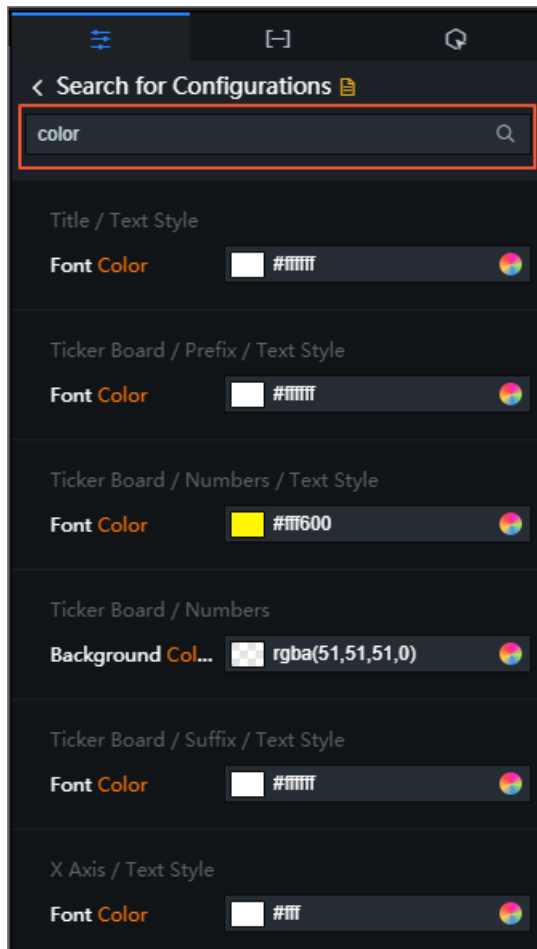 Search for Configurations
color
Title / Text Style
Font Color #ffffff
Ticker Board / Prefix / Text Style
Font Color #ffffff
Ticker Board / Numbers / Text Style
Font Color #fff600
Ticker Board / Numbers
Background Col... rgba(51,51,51,0)
Ticker Board / Suffix / Text Style
Font Color #ffffff
X Axis / Text Style
Font Color #fff